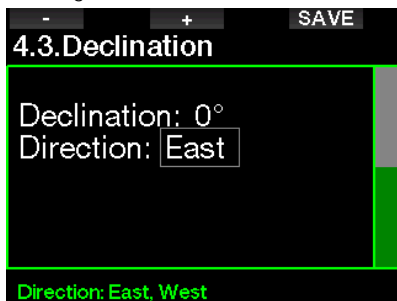 - + SAVE
4.3.Declination
Declination: 0°
Direction: East
Direction: East, West